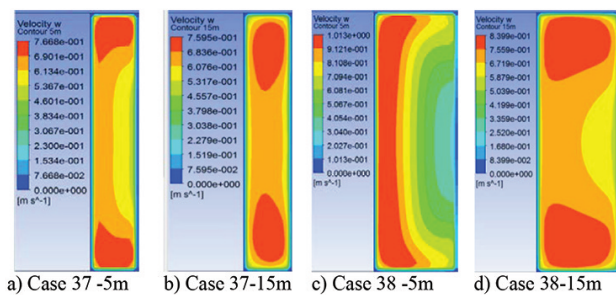 Velocity w
Contour 5m
7.668e-001
6.901e-001
6.134e-001
5.367e-001
4.601e-001
3.834e-001
3.067e-001
2.300e-001
1.534e-001
7.668e-002
0.000e+000
[m s^-1]
Velocity w
Contour 15m
7.595e-001
6.836e-001
6.076e-001
5.317e-001
4.557e-001
3.798e-001
3.038e-001
2.279e-001
1.519e-001
7.595e-002
0.000e+000
[m s^-1]
Velocity w
Contour 5m
1.013e+000
9.121e-001
8.108e-001
7.094e-001
6.081e-001
5.067e-001
4.054e-001
3.040e-001
2.027e-001
1.013e-001
0.000e+000
[m s^-1]
Velocity w
Contour 15m
8.399e-001
7.559e-001
6.719e-001
5.879e-001
5.039e-001
4.199e-001
3.359e-001
2.520e-001
1.680e-001
8.399e-002
0.000e+000
[m s^-1]
a) Case 37 -5m
b) Case 37-15m
c) Case 38 -5m
d) Case 38-15m